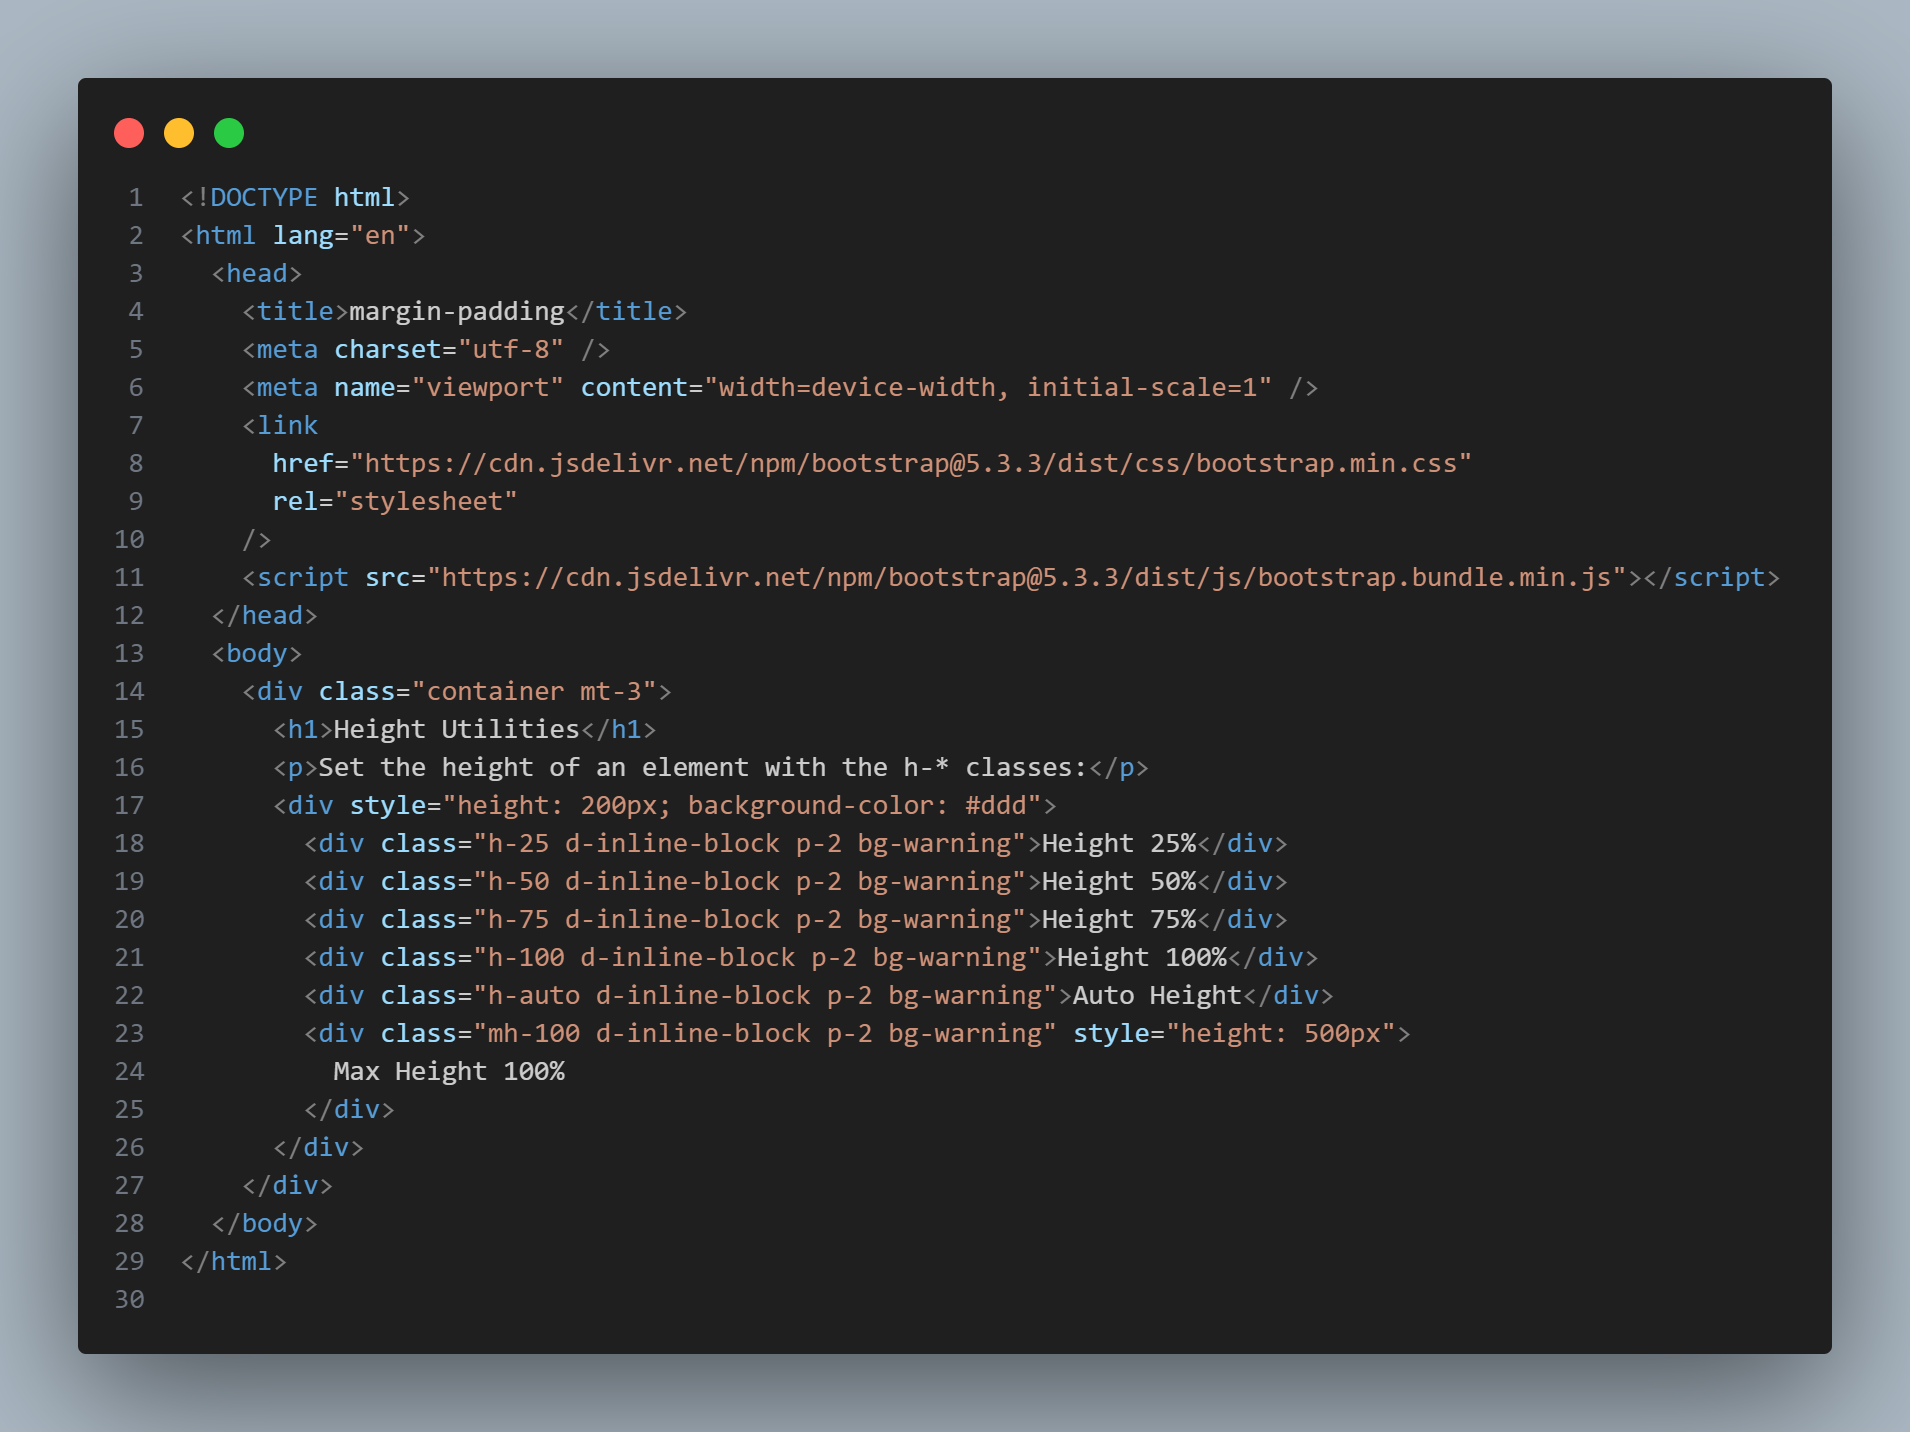 1 <!DOCTYPE html>
2 <html lang="en">
3   <head>
4     <title>margin-padding</title>
5     <meta charset="utf-8" />
6     <meta name="viewport" content="width=device-width, initial-scale=1" />
7     <link
8       href="https://cdn.jsdelivr.net/npm/bootstrap@5.3.3/dist/css/bootstrap.min.css"
9       rel="stylesheet"
10     />
11     <script src="https://cdn.jsdelivr.net/npm/bootstrap@5.3.3/dist/js/bootstrap.bundle.min.js"></script>
12   </head>
13   <body>
14     <div class="container mt-3">
15       <h1>Height Utilities</h1>
16       <p>Set the height of an element with the h-* classes:</p>
17       <div style="height: 200px; background-color: #ddd">
18         <div class="h-25 d-inline-block p-2 bg-warning">Height 25%</div>
19         <div class="h-50 d-inline-block p-2 bg-warning">Height 50%</div>
20         <div class="h-75 d-inline-block p-2 bg-warning">Height 75%</div>
21         <div class="h-100 d-inline-block p-2 bg-warning">Height 100%</div>
22         <div class="h-auto d-inline-block p-2 bg-warning">Auto Height</div>
23         <div class="mh-100 d-inline-block p-2 bg-warning" style="height: 500px">
24           Max Height 100%
25         </div>
26       </div>
27     </div>
28   </body>
29 </html>
30